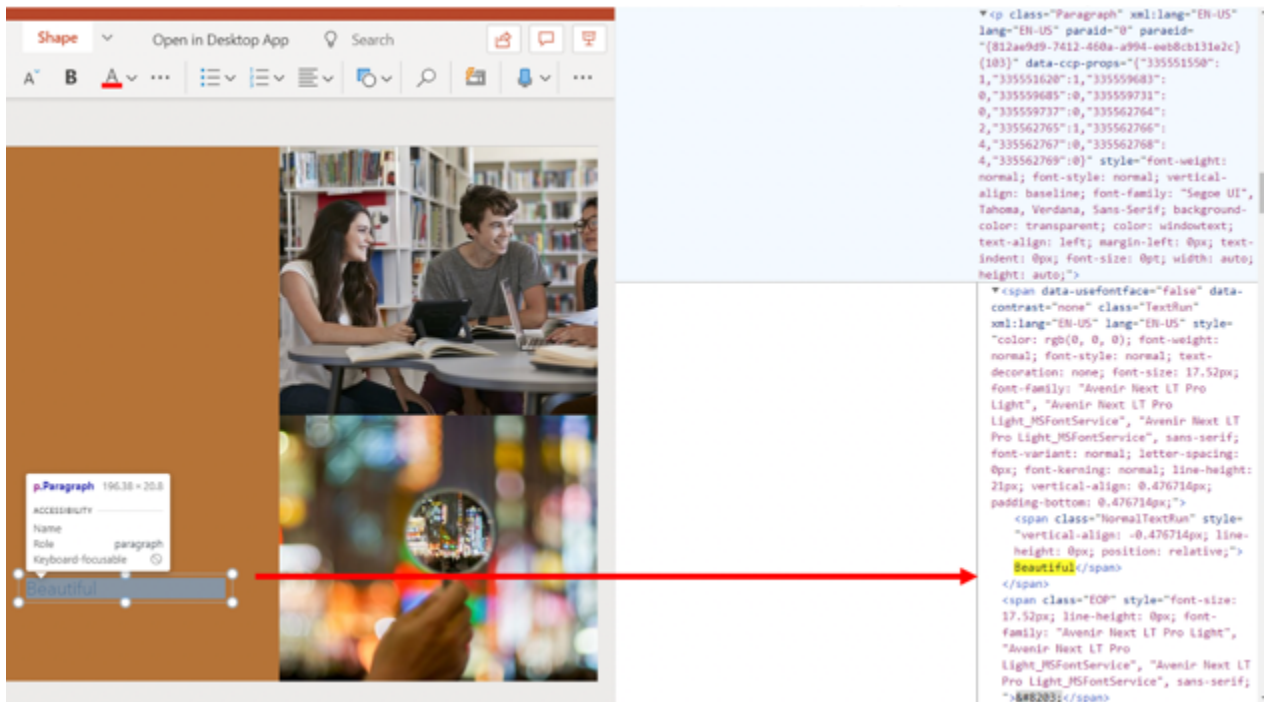 Shape
Open in Desktop App
Search
A
B
A
p.Paragraph 196.38 × 20.8
ACCESSIBILITY
Name
Role paragraph
Keyboard-focusable
Beautiful
▼<p class="Paragraph" xml:lang="EN-US"
lang="EN-US" paraid="0" paraeid=
"{812ae9d9-7412-460a-a994-eeb8cb131e2c}
{103}" data-ccp-props="{"335551550":
1,"335551620":1,"335559683":
0,"335559685":0,"335559731":
0,"335559737":0,"335562764":
2,"335562765":1,"335562766":
4,"335562767":0,"335562768":
4,"335562769":0}" style="font-weight:
normal; font-style: normal; vertical-
align: baseline; font-family: "Segoe UI",
Tahoma, Verdana, Sans-Serif; background-
color: transparent; color: windowtext;
text-align: left; margin-left: 0px; text-
indent: 0px; font-size: 0pt; width: auto;
height: auto;">
▼<span data-usefontface="false" data-
contrast="none" class="TextRun"
xml:lang="EN-US" lang="EN-US" style=
"color: rgb(0, 0, 0); font-weight:
normal; font-style: normal; text-
decoration: none; font-size: 17.52px;
font-family: "Avenir Next LT Pro
Light", "Avenir Next LT Pro
Light_MSFontService", "Avenir Next LT
Pro Light_MSFontService", sans-serif;
font-variant: normal; letter-spacing:
0px; font-kerning: normal; line-height:
21px; vertical-align: 0.476714px;
padding-bottom: 0.476714px;">
<span class="NormalTextRun" style=
"vertical-align: -0.476714px; line-
height: 0px; position: relative;">
Beautiful</span>
</span>
<span class="EOP" style="font-size:
17.52px; line-height: 0px; font-
family: "Avenir Next LT Pro Light",
"Avenir Next LT Pro
Light_MSFontService", "Avenir Next LT
Pro Light_MSFontService", sans-serif;
">&#8203;</span>